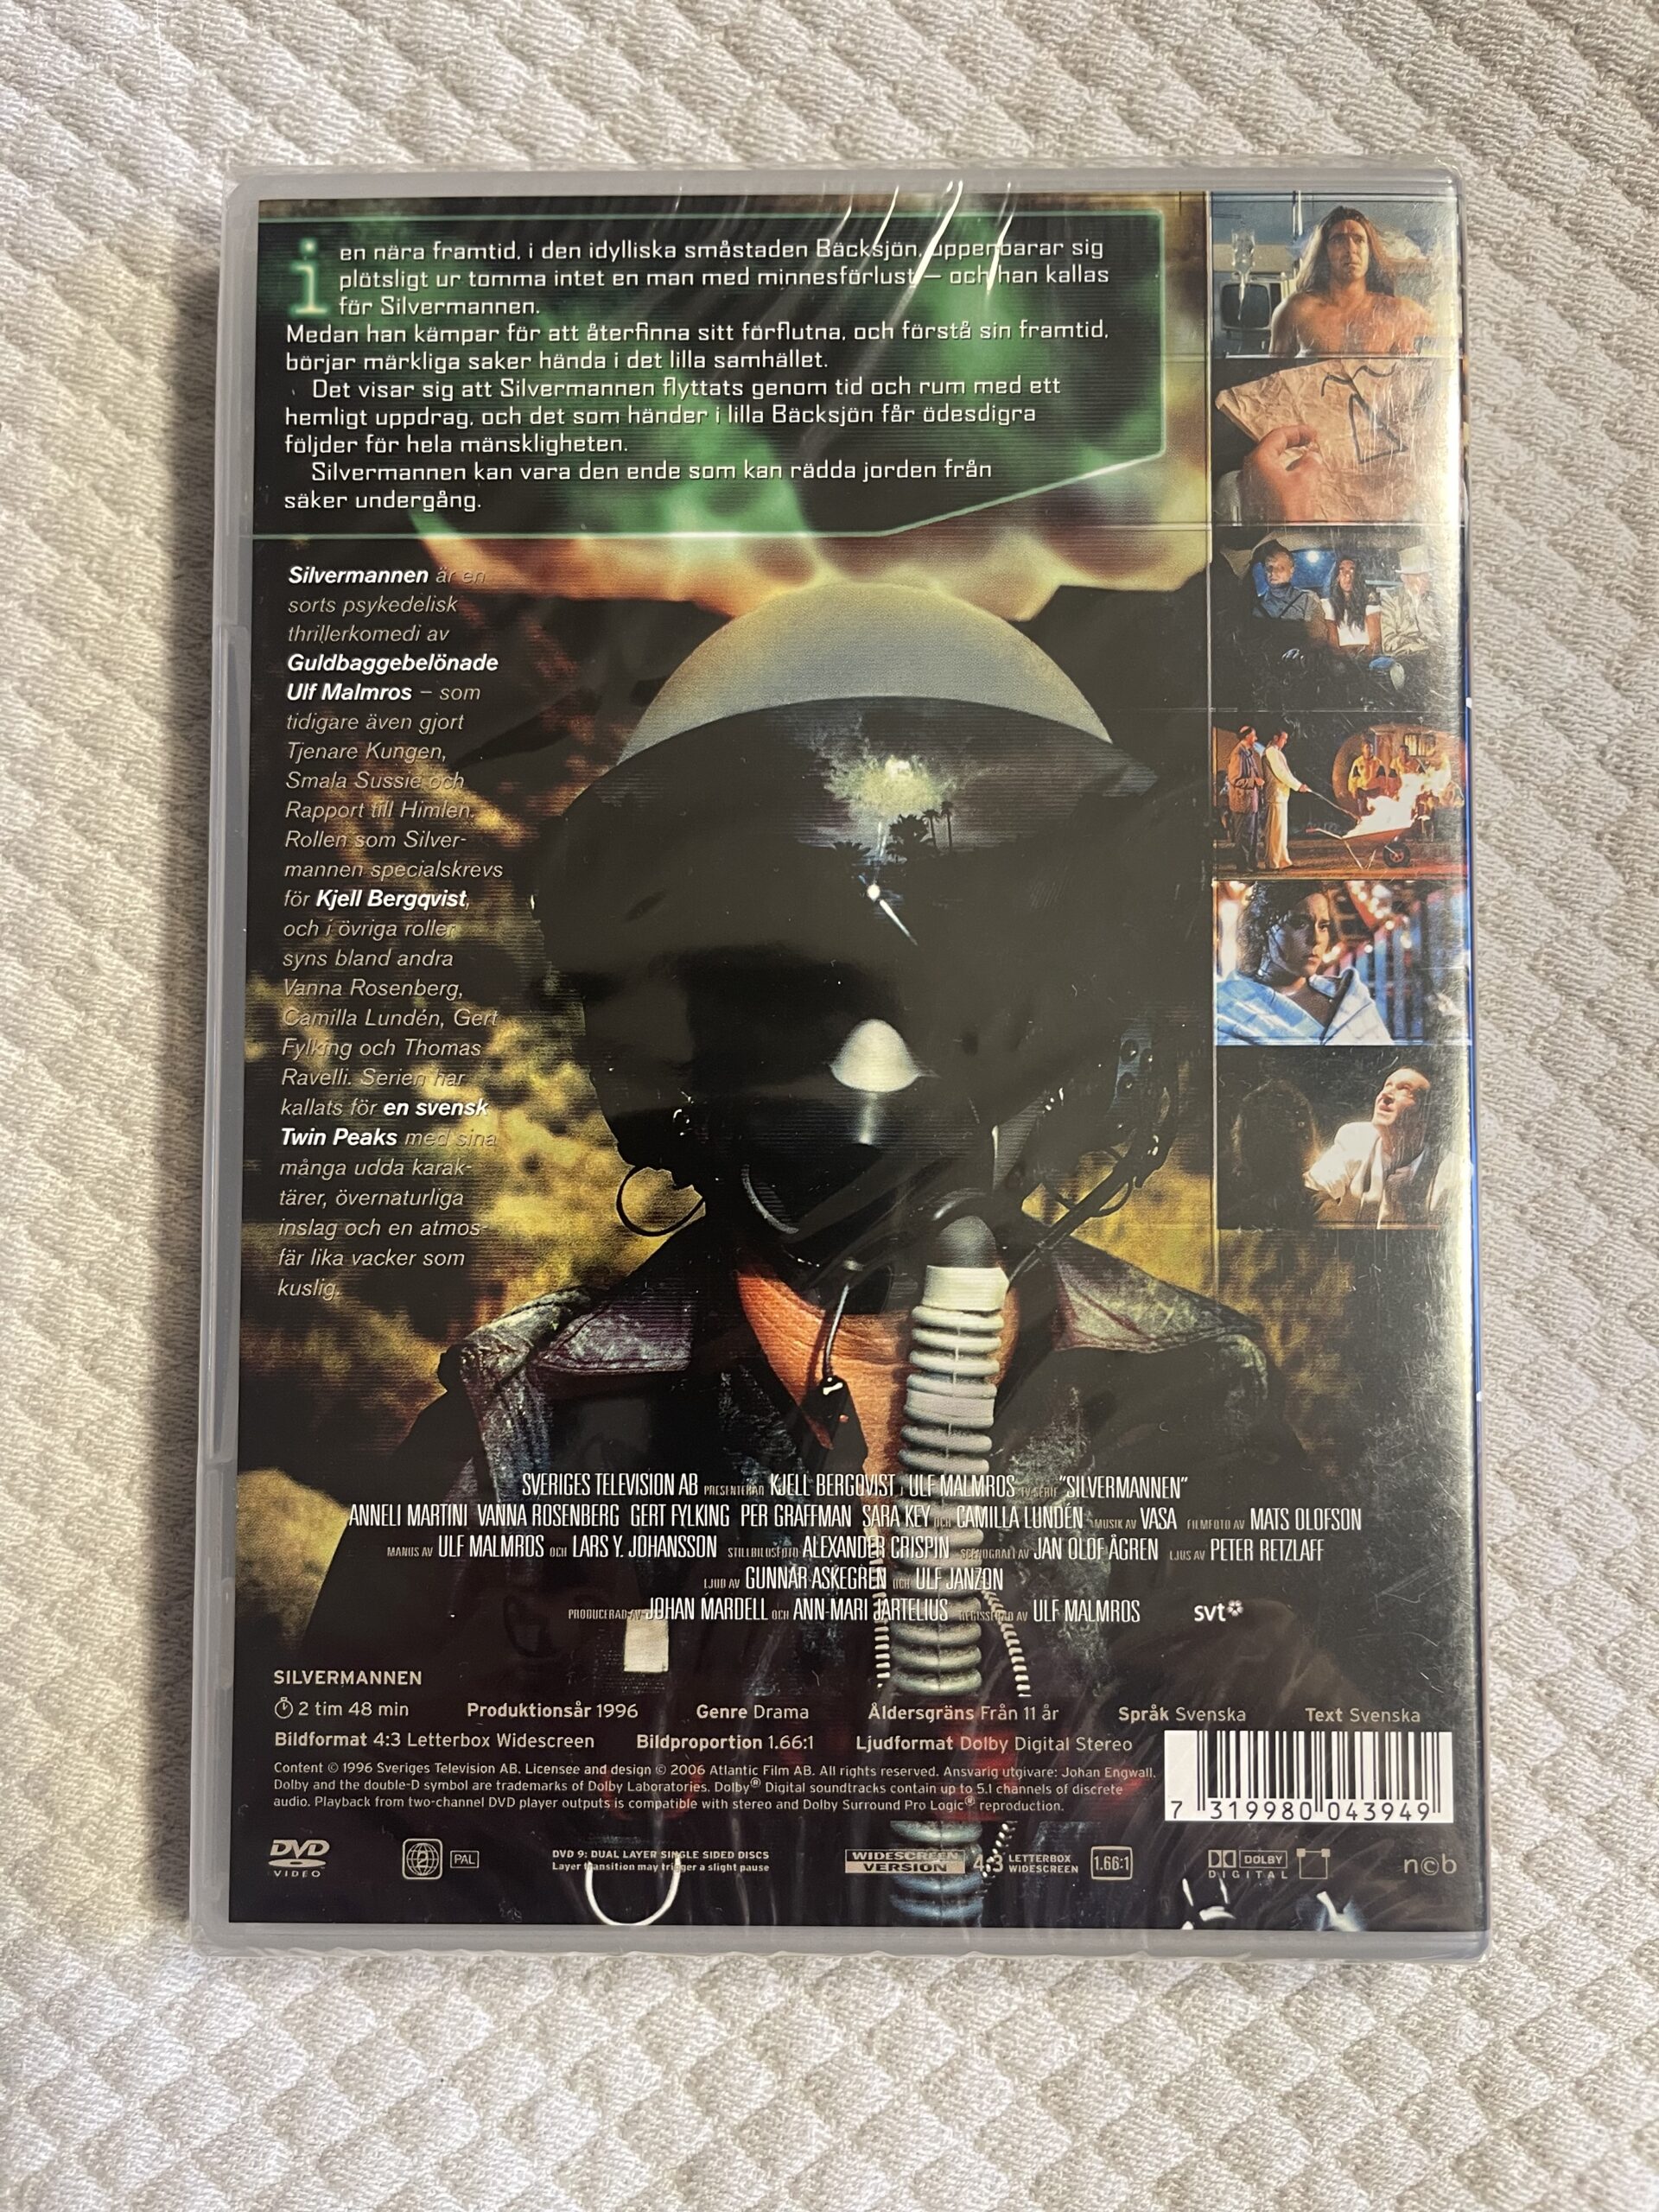 i en nära framtid, i den idylliska småstaden Bäcksjön, uppenbarar sig
plötsligt ur tomma intet en man med minnesförlust – och han kallas
för Silvermannen.
Medan han kämpar för att återfinna sitt förflutna, och förstå sin framtid,
börjar märkliga saker hända i det lilla samhället.
Det visar sig att Silvermannen flyttats genom tid och rum med ett
hemligt uppdrag, och det som händer i lilla Bäcksjön får ödesdigra
följder för hela mänskligheten.
Silvermannen kan vara den ende som kan rädda jorden från
säker undergång.
Silvermannen är en
sorts psykedelisk
thrillerkomedi av
Guldbaggebelönade
Ulf Malmros – som
tidigare även gjort
Tjenare Kungen,
Smala Sussie och
Rapport till Himlen.
Rollen som Silver-
mannen specialskrevs
för Kjell Bergqvist,
och i övriga roller
syns bland andra
Vanna Rosenberg,
Camilla Lundén, Gert
Fylking och Thomas
Ravelli. Serien har
kallats för en svensk
Twin Peaks med sina
många udda karak-
tärer, övernaturliga
inslag och en atmos-
fär lika vacker som
kuslig.
SVERIGES TELEVISION AB PRESENTERAR KJELL BERGQVIST i ULF MALMROS TV-SERIE "SILVERMANNEN"
ANNELI MARTINI VANNA ROSENBERG GERT FYLKING PER GRAFFMAN SARA KEY OCH CAMILLA LUNDÉN MUSIK AV VASA FILMFOTO AV MATS OLOFSON
MANUS AV ULF MALMROS OCH LARS Y. JOHANSSON STILLBILDSFOTO ALEXANDER CRISPIN SCENOGRAFI AV JAN OLOF ÅGREN LJUS AV PETER RETZLAFF
LJUD AV GUNNAR ASKEGREN OCH ULF JANZON
PRODUCERAD AV JOHAN MARDELL OCH ANN-MARI JARTELIUS REGISSERAD AV ULF MALMROS svt
SILVERMANNEN
2 tim 48 min Produktionsår 1996 Genre Drama Åldersgräns Från 11 år Språk Svenska Text Svenska
Bildformat 4:3 Letterbox Widescreen Bildproportion 1.66:1 Ljudformat Dolby Digital Stereo
Content © 1996 Sveriges Television AB. Licensee and design © 2006 Atlantic Film AB. All rights reserved. Ansvarig utgivare: Johan Engwall.
Dolby and the double-D symbol are trademarks of Dolby Laboratories. Dolby® Digital soundtracks contain up to 5.1 channels of discrete
audio. Playback from two-channel DVD player outputs is compatible with stereo and Dolby Surround Pro Logic® reproduction.
7 319980 043949
DVD
VIDEO
2
PAL
DVD 9: DUAL LAYER SINGLE SIDED DISCS
Layer transition may trigger a slight pause
WIDESCREEN
VERSION
4:3 LETTERBOX
WIDESCREEN
1.66:1
DOLBY
DIGITAL
n©b